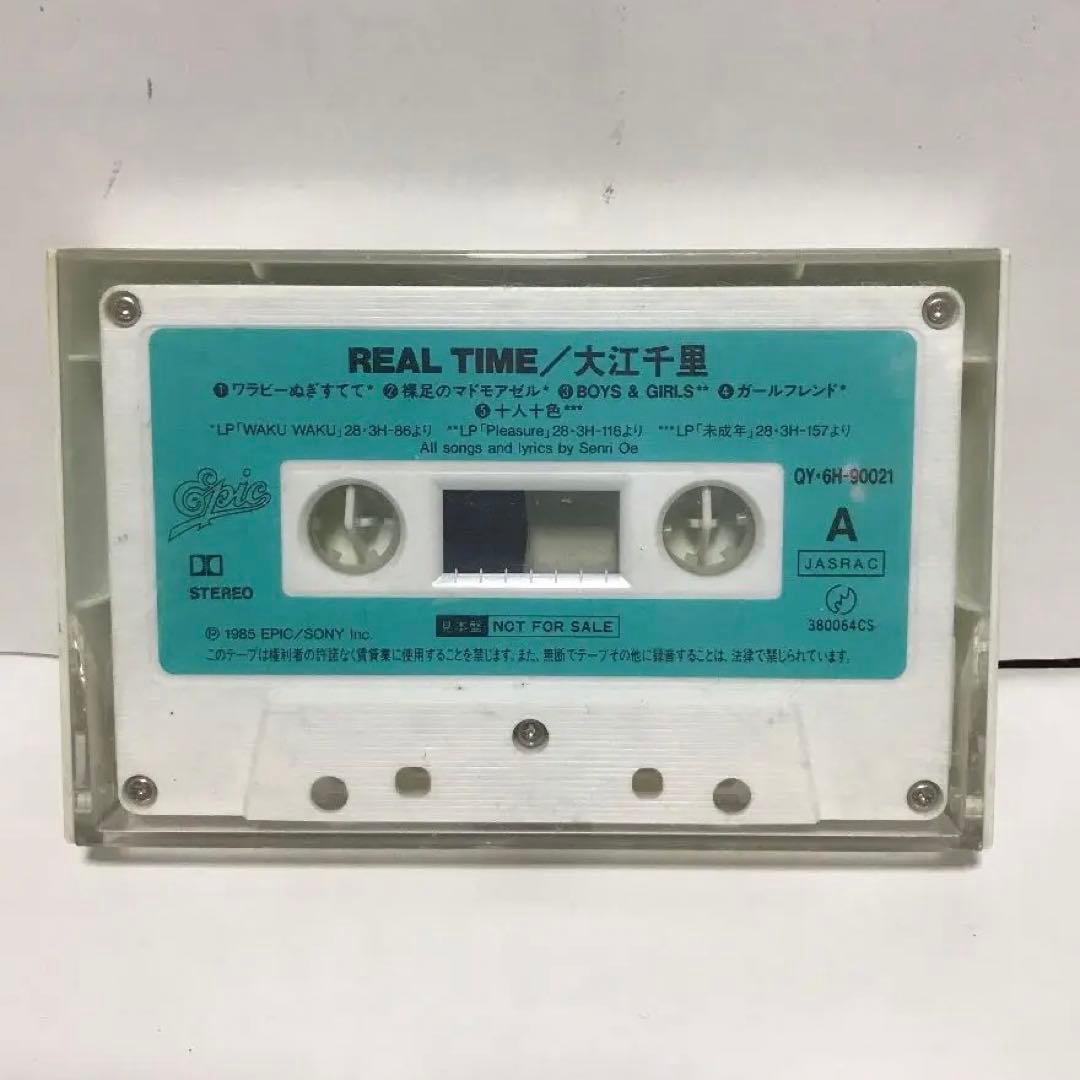 REAL TIME／大江千里
❶ワラビーぬぎすてて* ❷裸足のマドモアゼル* ❸BOYS & GIRLS** ❹ガールフレンド*
❺十人十色***
*LP「WAKU WAKU」28・3H-86より **LP「Pleasure」28・3H-116より ***LP「未成年」28・3H-157より
All songs and lyrics by Senri Oe
Epic
QY・6H-90021
A
JASRAC
STEREO
380064CS
見本盤 NOT FOR SALE
Ⓟ 1985 EPIC/SONY Inc.
このテープは権利者の許諾なく賃貸業に使用することを禁じます。また、無断でテープその他に録音することは、法律で禁じられています。